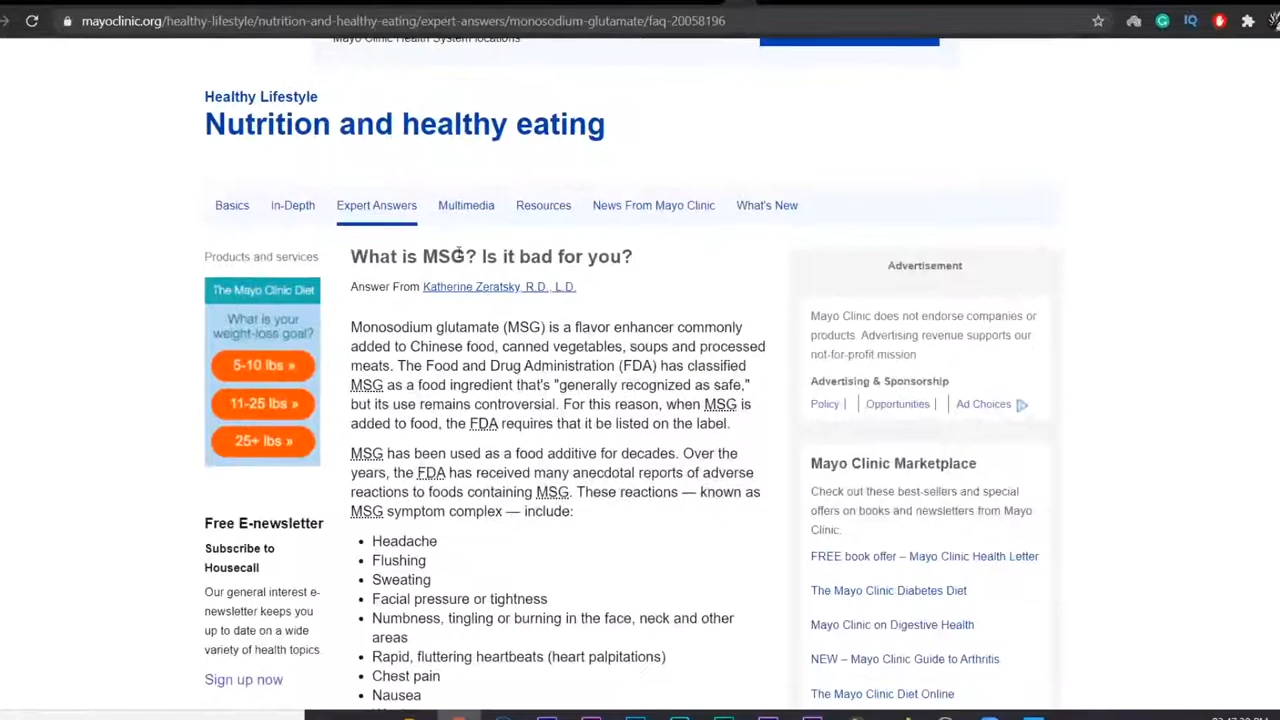 mayoclinic.org/healthy-lifestyle/nutrition-and-healthy-eating/expert-answers/monosodium-glutamate/faq-20058196
Mayo Clinic Health System locations
Healthy Lifestyle
Nutrition and healthy eating
Basics In-Depth Expert Answers Multimedia Resources News From Mayo Clinic What's New
Products and services
The Mayo Clinic Diet
What is your
weight-loss goal?
5-10 lbs »
11-25 lbs »
25+ lbs »
Free E-newsletter
Subscribe to
Housecall
Our general interest e-
newsletter keeps you
up to date on a wide
variety of health topics.
Sign up now
What is MSG? Is it bad for you?
Answer From Katherine Zeratsky, R.D., L.D.
Monosodium glutamate (MSG) is a flavor enhancer commonly
added to Chinese food, canned vegetables, soups and processed
meats. The Food and Drug Administration (FDA) has classified
MSG as a food ingredient that's "generally recognized as safe,"
but its use remains controversial. For this reason, when MSG is
added to food, the FDA requires that it be listed on the label.
MSG has been used as a food additive for decades. Over the
years, the FDA has received many anecdotal reports of adverse
reactions to foods containing MSG. These reactions — known as
MSG symptom complex — include:
• Headache
• Flushing
• Sweating
• Facial pressure or tightness
• Numbness, tingling or burning in the face, neck and other
areas
• Rapid, fluttering heartbeats (heart palpitations)
• Chest pain
• Nausea
Advertisement
Mayo Clinic does not endorse companies or
products. Advertising revenue supports our
not-for-profit mission
Advertising & Sponsorship
Policy | Opportunities | Ad Choices
Mayo Clinic Marketplace
Check out these best-sellers and special
offers on books and newsletters from Mayo
Clinic.
FREE book offer – Mayo Clinic Health Letter
The Mayo Clinic Diabetes Diet
Mayo Clinic on Digestive Health
NEW – Mayo Clinic Guide to Arthritis
The Mayo Clinic Diet Online